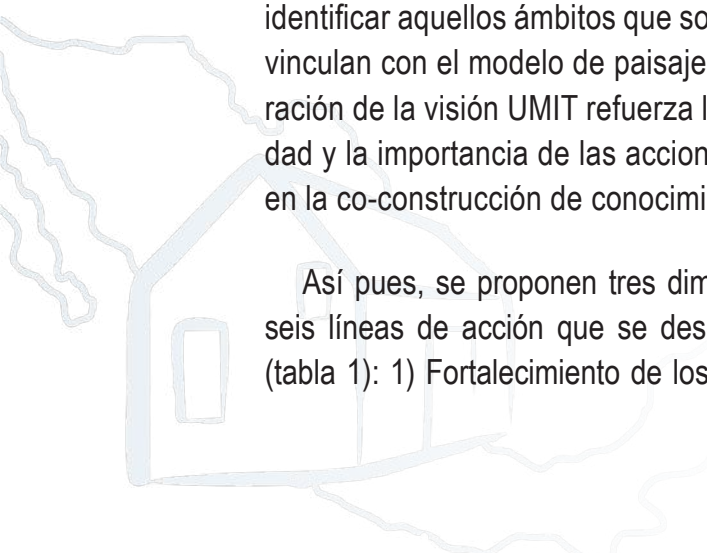 identificar aquellos ámbitos que so
vinculan con el modelo de paisaje
ración de la visión UMIT refuerza l
dad y la importancia de las accion
en la co-construcción de conocimi
Así pues, se proponen tres dim
seis líneas de acción que se des
(tabla 1): 1) Fortalecimiento de los